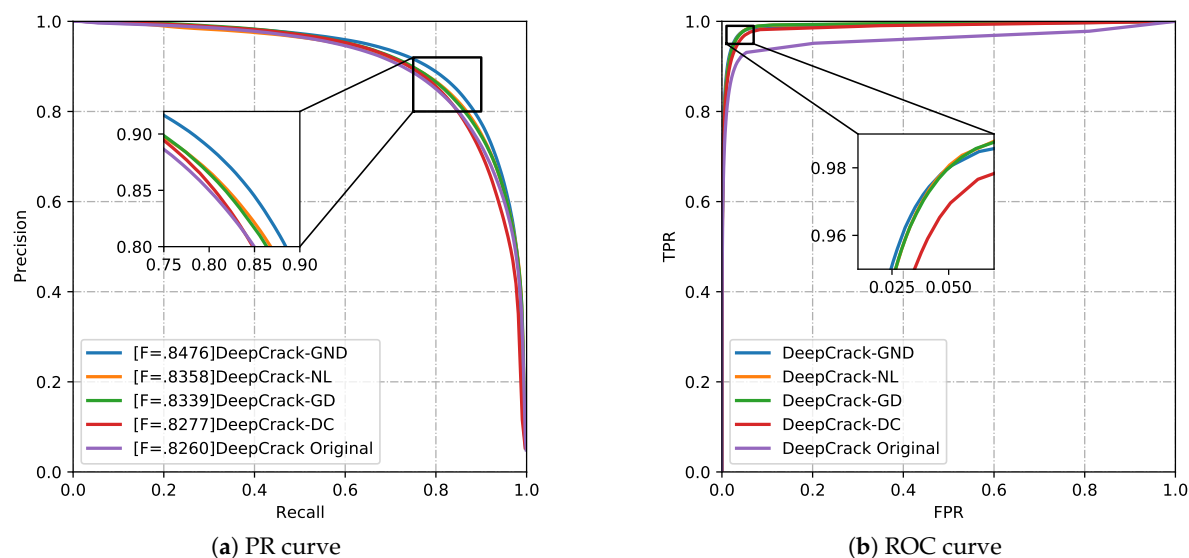 1.0
0.8
0.6
0.4
0.2
0.0
0.0 0.2 0.4 0.6 0.8 1.0
Precision
Recall
0.90
0.85
0.80
0.75 0.80 0.85 0.90
[F=.8476]DeepCrack-GND
[F=.8358]DeepCrack-NL
[F=.8339]DeepCrack-GD
[F=.8277]DeepCrack-DC
[F=.8260]DeepCrack Original
(a) PR curve
1.0
0.8
0.6
0.4
0.2
0.0
0.0 0.2 0.4 0.6 0.8 1.0
TPR
FPR
0.98
0.96
0.025 0.050
DeepCrack-GND
DeepCrack-NL
DeepCrack-GD
DeepCrack-DC
DeepCrack Original
(b) ROC curve